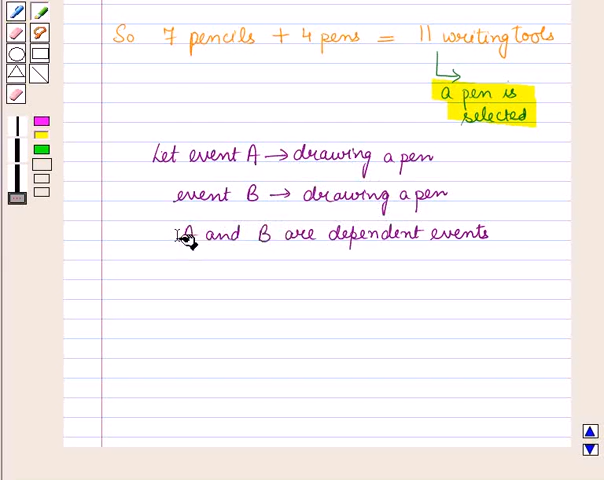 So 7 pencils + 4 pens = 11 writing tools
a pen is
selected
Let event A → drawing a pen
event B → drawing a pen
A and B are dependent events